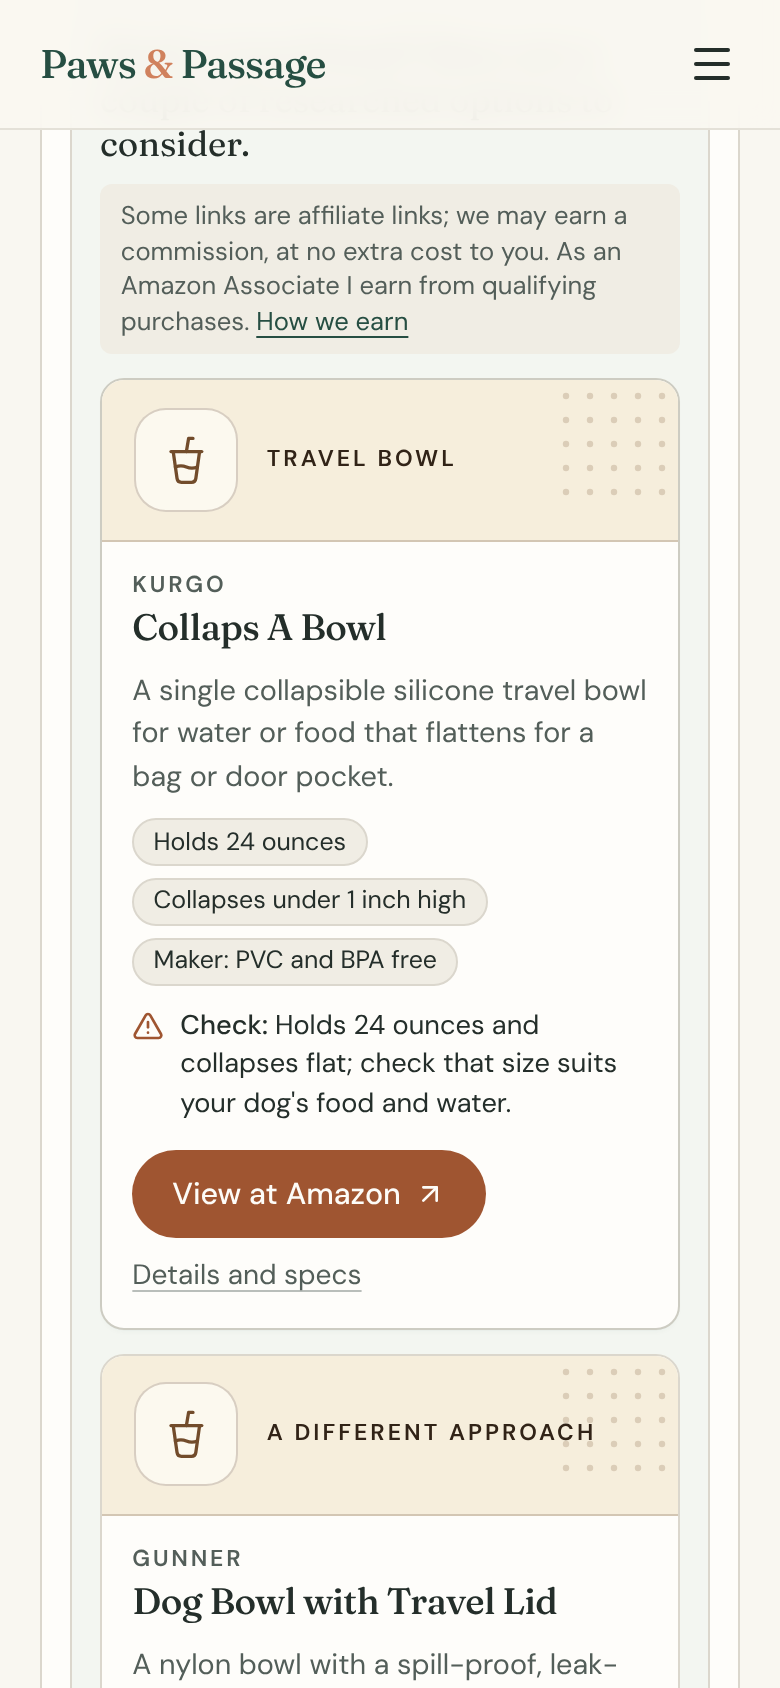 Paws & Passage
consider.
Some links are affiliate links; we may earn a
commission, at no extra cost to you. As an
Amazon Associate I earn from qualifying
purchases. How we earn
TRAVEL BOWL
KURGO
Collaps A Bowl
A single collapsible silicone travel bowl
for water or food that flattens for a
bag or door pocket.
Holds 24 ounces
Collapses under 1 inch high
Maker: PVC and BPA free
Check: Holds 24 ounces and
collapses flat; check that size suits
your dog's food and water.
View at Amazon
Details and specs
A DIFFERENT APPROACH
GUNNER
Dog Bowl with Travel Lid
A nylon bowl with a spill-proof, leak-